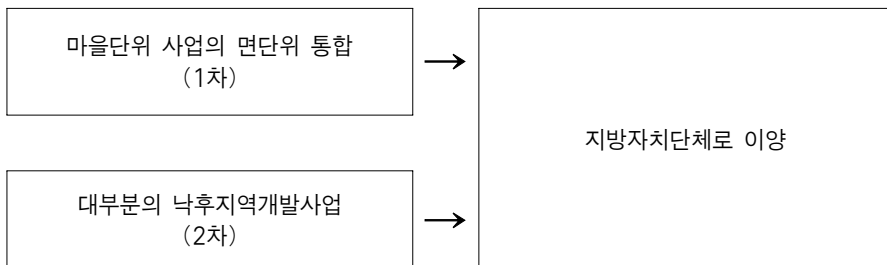 마을단위 사업의 면단위 통합
(1차)
지방자치단체로 이양
대부분의 낙후지역개발사업
(2차)